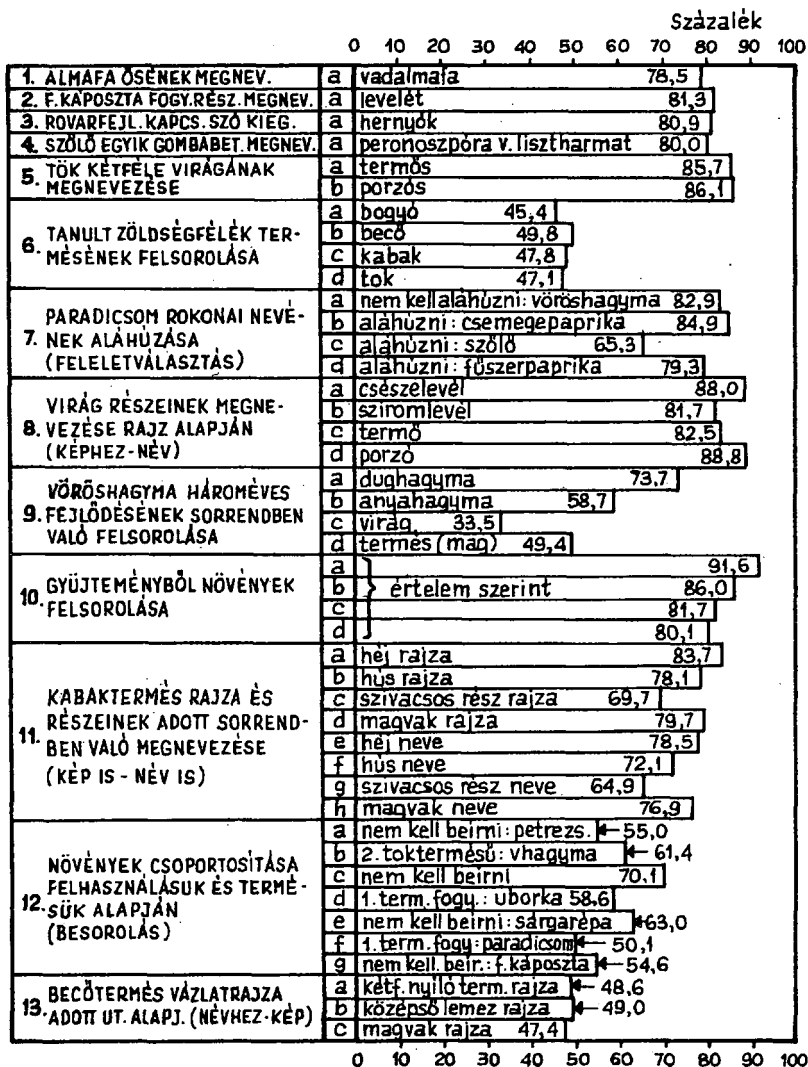 Százalék
0 10 20 30 40 50 60 70 80 90 100
1. ALMAFA ŐSÉNEK MEGNEV. a vadalmafa 78,5
2. F.KÁPOSZTA FOGY.RÉSZ.MEGNEV. a levelét 81,3
3. ROVARFEJL.KAPCS.SZÓ KIEG. a hernyók 80,9
4. SZŐLŐ EGYIK GOMBABET.MEGNEV. a peronoszpóra v.lisztharmat 80,0
5. TÖK KÉTFÉLE VIRÁGÁNAK MEGNEVEZÉSE
a termős 85,7
b porzós 86,1
6. TANULT ZÖLDSÉGFÉLÉK TER-
MÉSÉNEK FELSOROLÁSA
a bogyó 45,4
b becő 49,8
c kabak 47,8
d tok 47,1
7. PARADICSOM ROKONAI NEVÉ-
NEK ALÁHÚZÁSA
(FELELETVÁLASZTÁS)
a nem kell aláhúzni: vöröshagyma 82,9
b aláhúzni: csemegepaprika 84,9
c aláhúzni: szőlő 65,3
d aláhúzni: fűszerpaprika 79,3
8. VIRÁG RÉSZEINEK MEGNE-
VEZÉSE RAJZ ALAPJÁN
(KÉPHEZ-NÉV)
a csészelevél 88,0
b sziromlevél 81,7
c termő 82,5
d porzó 88,8
9. VÖRÖSHAGYMA HÁROMÉVES
FEJLŐDÉSÉNEK SORRENDBEN
VALÓ FELSOROLÁSA
a dughagyma 73,7
b anyahagyma 58,7
c virág 33,5
d termés (mag) 49,4
10. GYŰJTEMÉNYBŐL NÖVÉNYEK
FELSOROLÁSA
a 91,6
b értelem szerint 86,0
c 81,7
d 80,1
11. KABAKTERMÉS RAJZA ÉS
RÉSZEINEK ADOTT SORREND-
BEN VALÓ MEGNEVEZÉSE
(KÉP IS - NÉV IS)
a héj rajza 83,7
b hús rajza 78,1
c szivacsos rész rajza 69,7
d magvak rajza 79,7
e héj neve 78,5
f hús neve 72,1
g szivacsos rész neve 64,9
h magvak neve 76,9
12. NÖVÉNYEK CSOPORTOSÍTÁSA
FELHASZNÁLÁSUK ÉS TERMÉ-
SÜK ALAPJÁN
(BESOROLÁS)
a nem kell beírni: petrezs. 55,0
b 2.toktermésű: vhagyma 61,4
c nem kell beírni 70,1
d 1.term.fogy.: uborka 58,6
e nem kell beírni: sárgarépa 63,0
f 1.term.fogy: paradicsom 50,1
g nem kell.beír.: f.káposzta 54,6
13. BECŐTERMÉS VÁZLATRAJZA
ADOTT UT. ALAPJ. (NÉVHEZ-KÉP)
a kétf.nyíló term.rajza 48,6
b középső lemez rajza 49,0
c magvak rajza 47,4
0 10 20 30 40 50 60 70 80 90 100